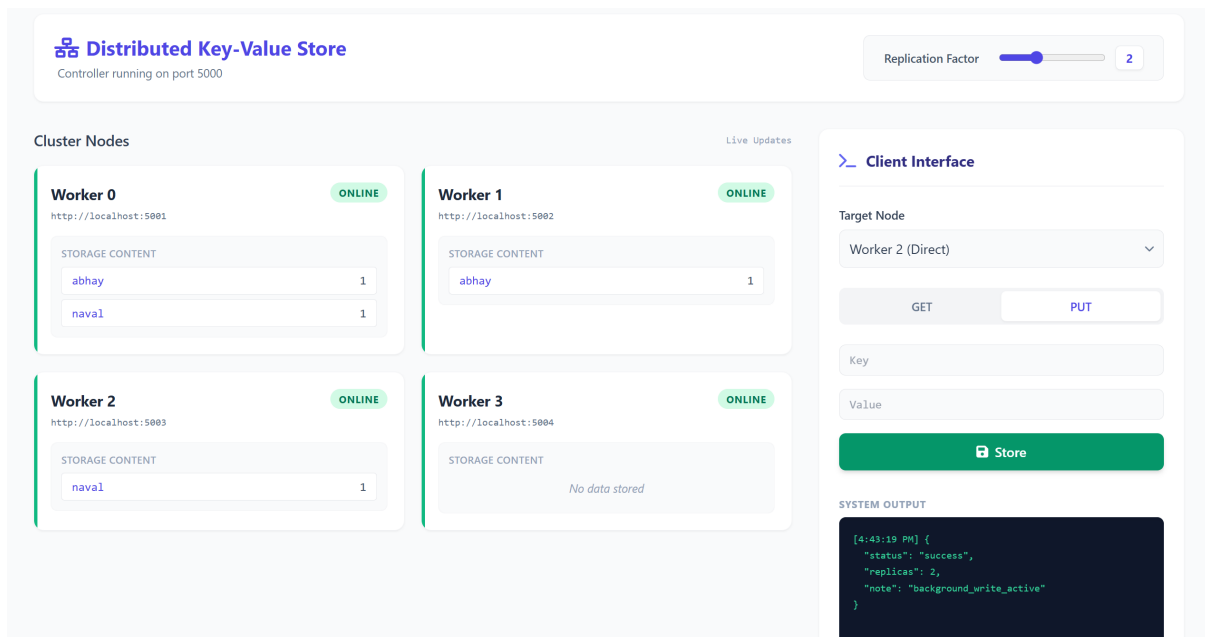 Distributed Key-Value Store
Controller running on port 5000
Replication Factor
2
Cluster Nodes
Live Updates
Worker 0
ONLINE
http://localhost:5001
STORAGE CONTENT
abhay 1
naval 1
Worker 1
ONLINE
http://localhost:5002
STORAGE CONTENT
abhay 1
Worker 2
ONLINE
http://localhost:5003
STORAGE CONTENT
naval 1
Worker 3
ONLINE
http://localhost:5004
STORAGE CONTENT
No data stored
Client Interface
Target Node
Worker 2 (Direct)
GET PUT
Key
Value
Store
SYSTEM OUTPUT
[4:43:19 PM] {
"status": "success",
"replicas": 2,
"note": "background_write_active"
}